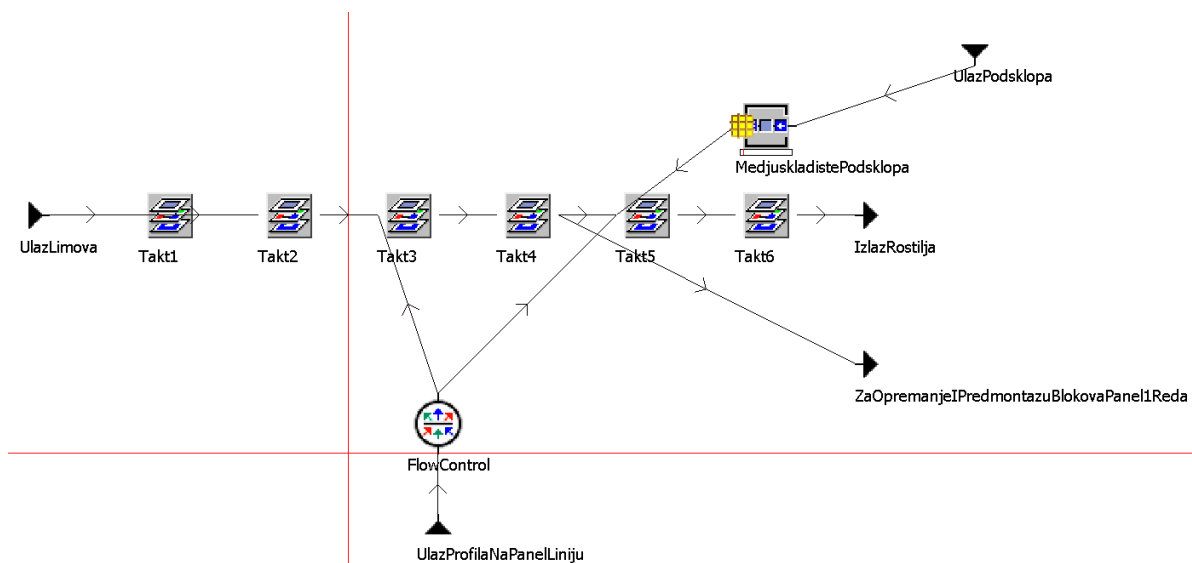 UlazPodsklopa
MedjuskladistePodsklopa
UlazLimova
Takt1
Takt2
Takt3
Takt4
Takt5
Takt6
IzlazRostilja
ZaOpremanjeIPredmontazuBlokovaPanel1Reda
FlowControl
UlazProfilaNaPanelLiniju